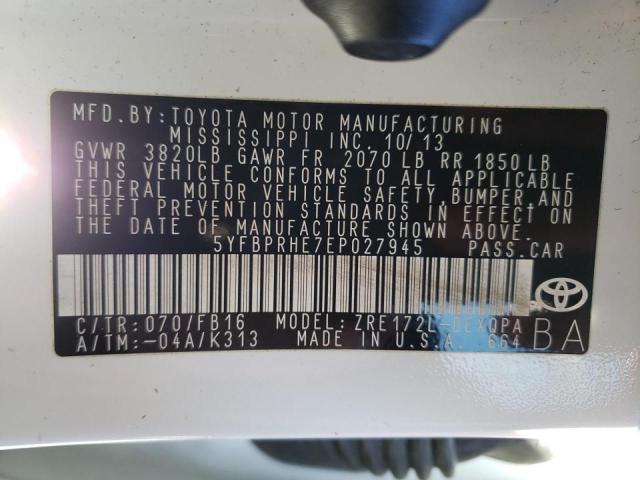 MFD.BY:TOYOTA MOTOR MANUFACTURING
MISSISSIPPI INC. 10/13
GVWR 3820LB GAWR FR 2070 LB RR 1850 LB
THIS VEHICLE CONFORMS TO ALL APPLICABLE
FEDERAL MOTOR VEHICLE SAFETY,BUMPER,AND
THEFT PREVENTION STANDARDS IN EFFECT ON
THE DATE OF MANUFACTURE SHOWN ABOVE.
5YFBPRHE7EP027945 PASS.CAR
C/TR:070/FB16 MODEL:ZRE172L-DEXQPA
A/TM:-04A/K313 MADE IN U.S.A. 664 BA